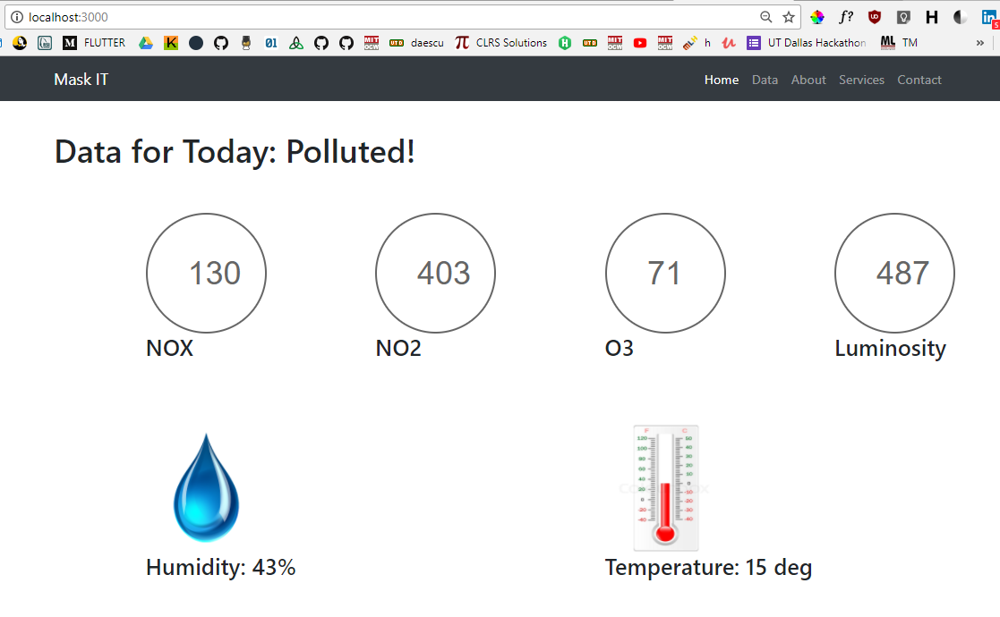 localhost:3000
FLUTTER daescu CLRS Solutions h UT Dallas Hackathon TM
Mask IT Home Data About Services Contact
Data for Today: Polluted!
130 403 71 487
NOX NO2 O3 Luminosity
F C
Humidity: 43% Temperature: 15 deg